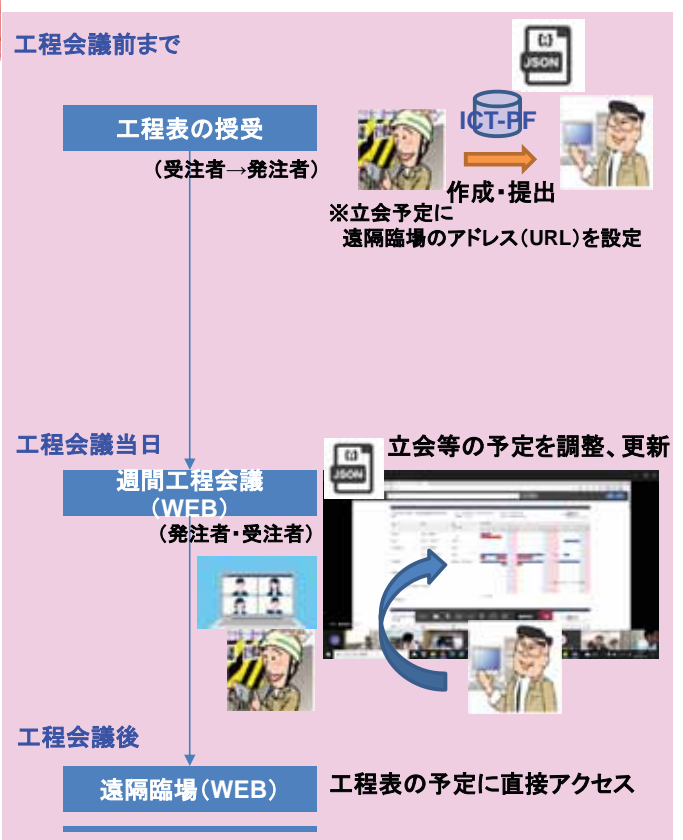 工程会議前まで
{;}
JSON
工程表の授受
ICT-PF
(受注者→発注者)
作成・提出
※立会予定に
遠隔臨場のアドレス(URL)を設定
工程会議当日
立会等の予定を調整、更新
JSON
週間工程会議
(WEB)
(発注者・受注者)
工程会議後
遠隔臨場(WEB)
工程表の予定に直接アクセス